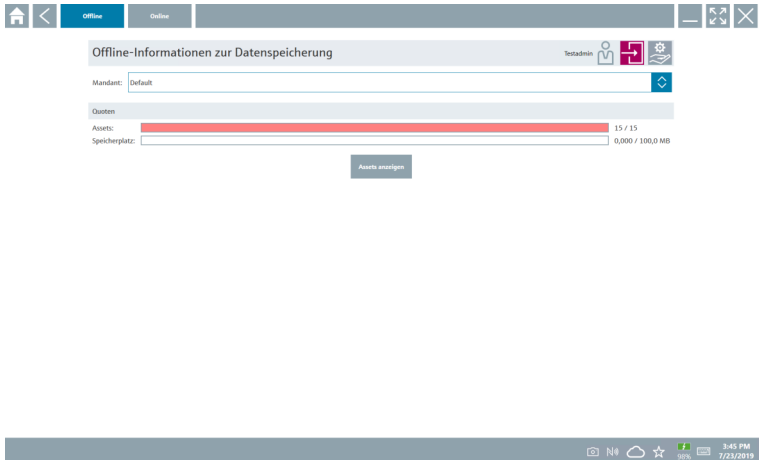 Offline Online
Offline-Informationen zur Datenspeicherung
Testadmin
Mandant: Default
Quoten
Assets: 15 / 15
Speicherplatz: 0,000 / 100,0 MB
Assets anzeigen
98% 3:45 PM
7/23/2019